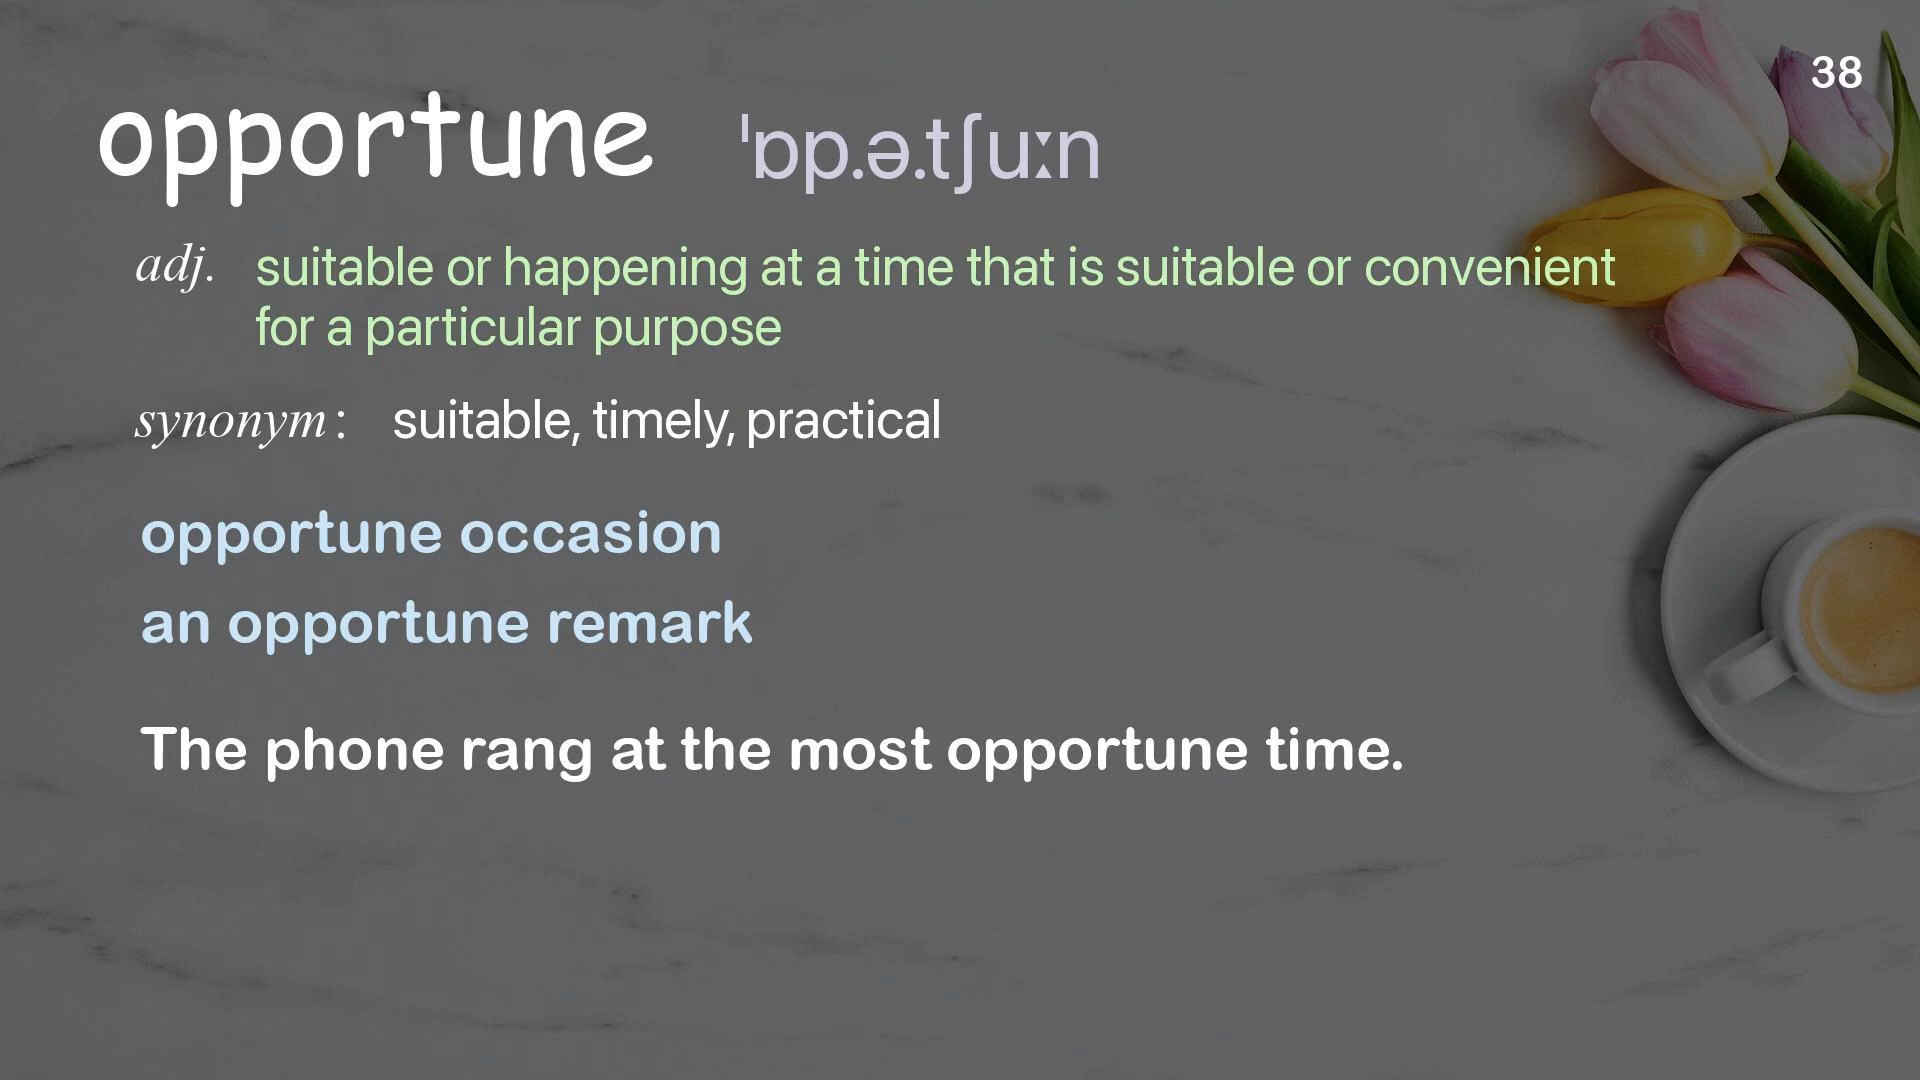 38
opportune ˈɒp.ə.tʃuːn
adj. suitable or happening at a time that is suitable or convenient
for a particular purpose
synonym : suitable, timely, practical
opportune occasion
an opportune remark
The phone rang at the most opportune time.